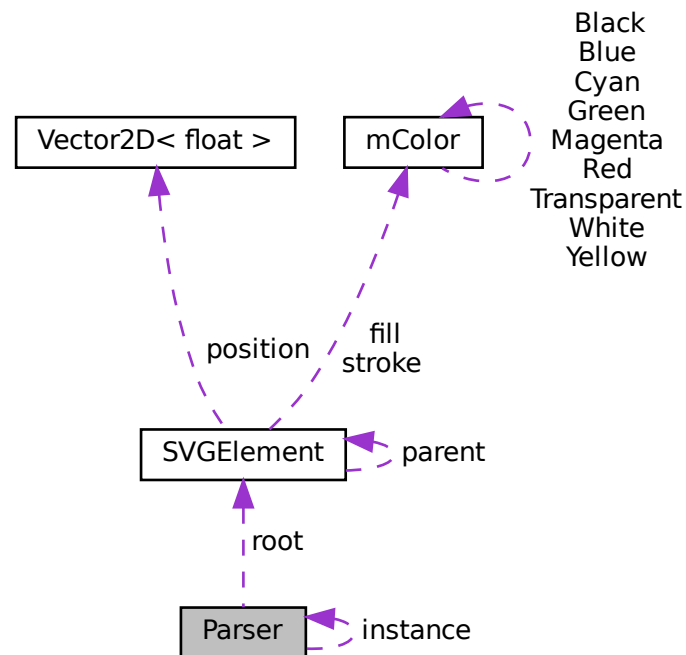 Black
Blue
Cyan
Green
Magenta
Red
Transparent
White
Yellow
Vector2D< float >
mColor
position
fill
stroke
SVGElement
parent
root
Parser
instance